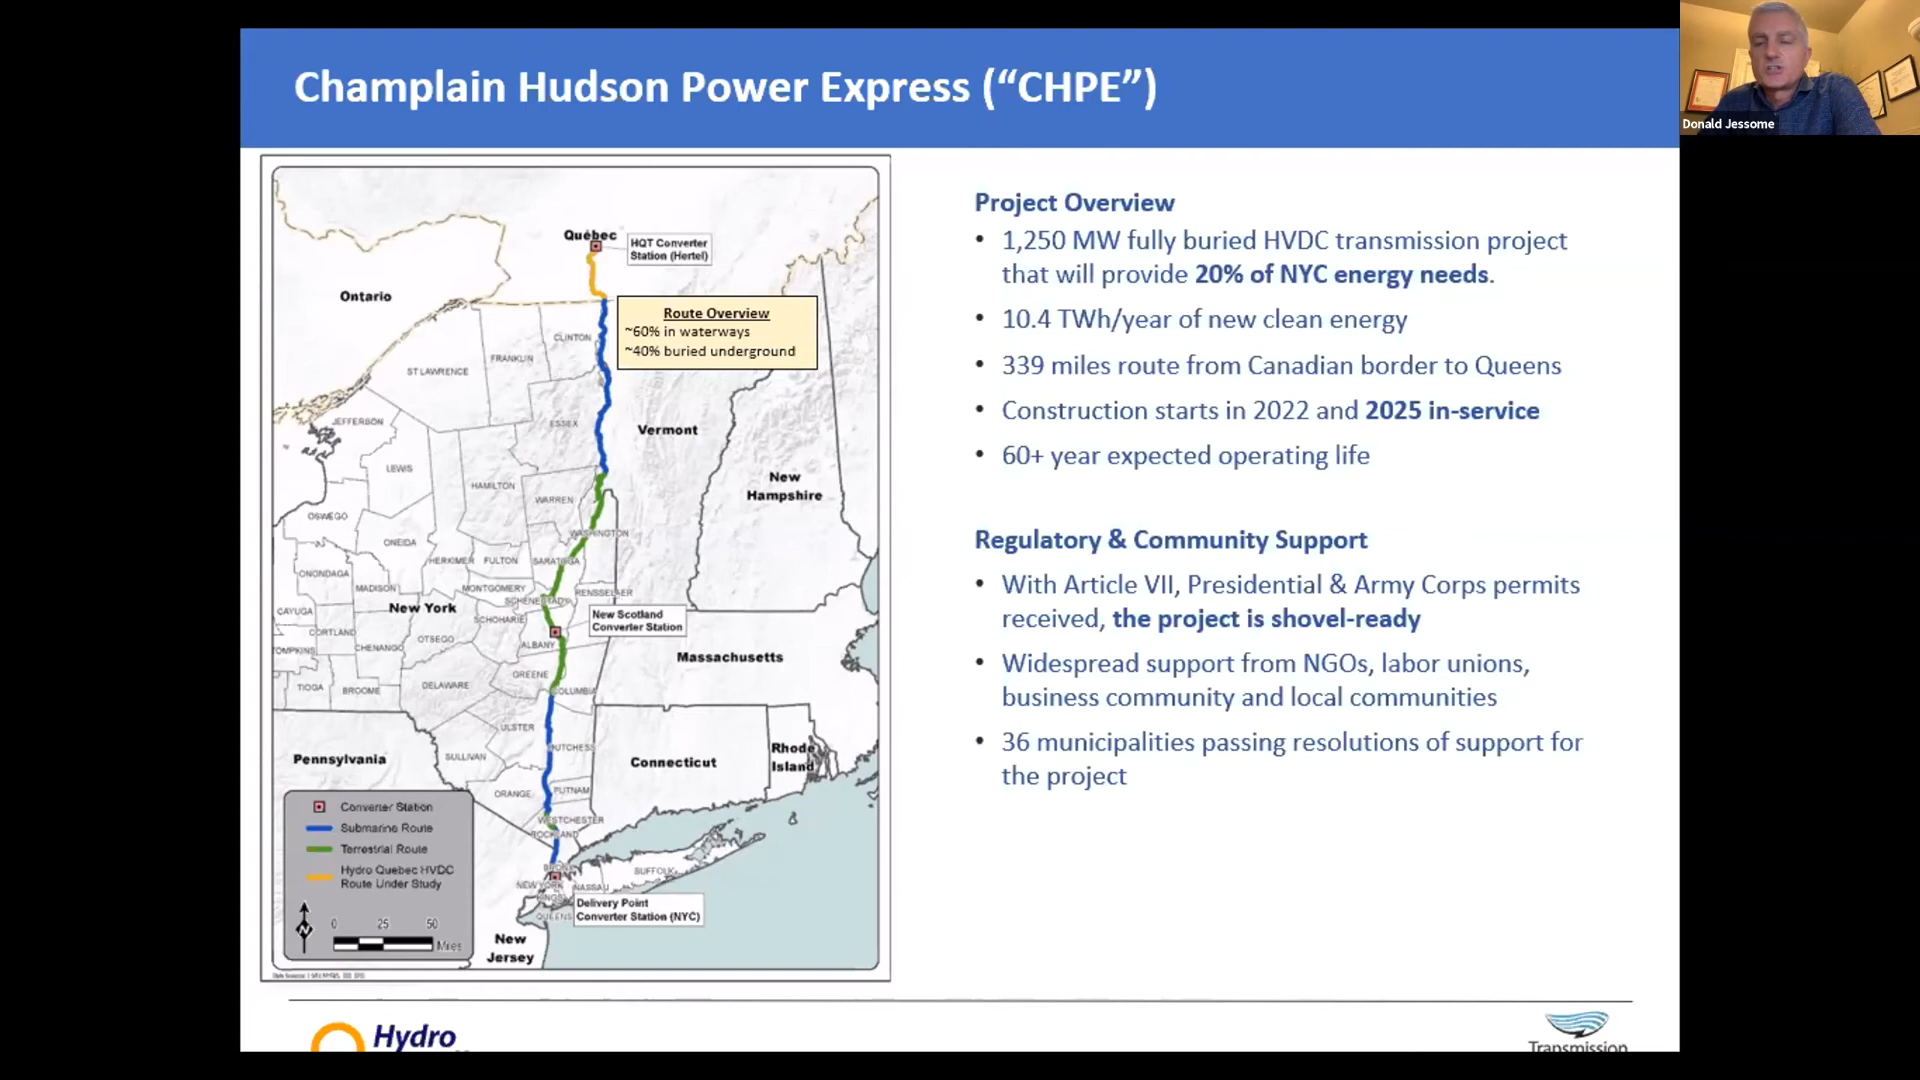 Champlain Hudson Power Express (“CHPE”)
Donald Jessome
Québec
HQT Converter
Station (Hertel)
Ontario
Route Overview
~60% in waterways
~40% buried underground
CLINTON
FRANKLIN
ST LAWRENCE
JEFFERSON
ESSEX
Vermont
LEWIS
HAMILTON
WARREN
New
Hampshire
OSWEGO
WASHINGTON
ONEIDA
HERKIMER
FULTON
SARATOGA
ONONDAGA
MADISON
MONTGOMERY
RENSSELAER
SCHENECTADY
CAYUGA
New York
SCHOHARIE
New Scotland
Converter Station
CORTLAND
OTSEGO
CHENANGO
ALBANY
TOMPKINS
Massachusetts
GREENE
TIOGA
BROOME
DELAWARE
COLUMBIA
ULSTER
DUTCHESS
SULLIVAN
Pennsylvania
Connecticut
Rhode
Island
ORANGE
PUTNAM
WESTCHESTER
ROCKLAND
BRONX
SUFFOLK
NEW YORK
NASSAU
KINGS
QUEENS
Delivery Point
Converter Station (NYC)
New
Jersey
Converter Station
Submarine Route
Terrestrial Route
Hydro Quebec HVDC
Route Under Study
N
0 25 50
Miles
Project Overview
• 1,250 MW fully buried HVDC transmission project
that will provide 20% of NYC energy needs.
• 10.4 TWh/year of new clean energy
• 339 miles route from Canadian border to Queens
• Construction starts in 2022 and 2025 in-service
• 60+ year expected operating life
Regulatory & Community Support
• With Article VII, Presidential & Army Corps permits
received, the project is shovel-ready
• Widespread support from NGOs, labor unions,
business community and local communities
• 36 municipalities passing resolutions of support for
the project
Hydro
Transmission